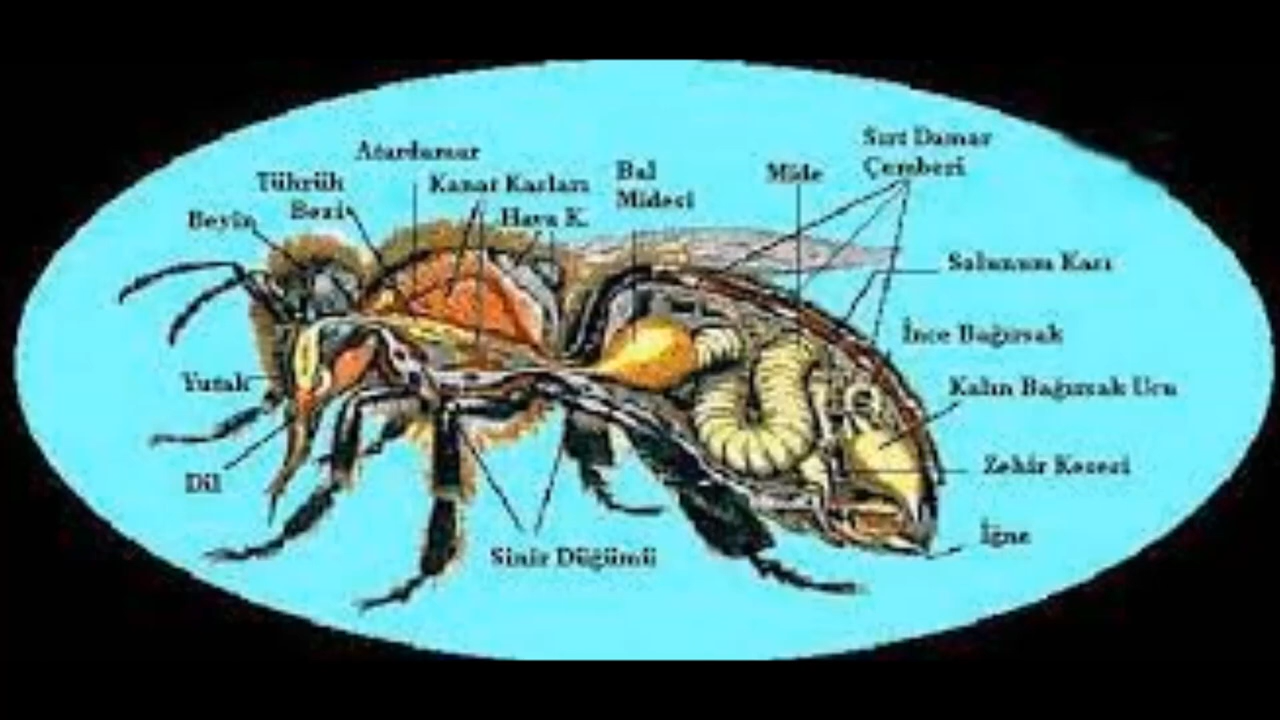 Sırt Damar
Çemberi
Atardamar
Bal
Midesi
Mide
Tükrük
Bezi
Kanat Kasları
Beyin
Hava K.
Solunum Kası
İnce Bağırsak
Yutak
Kalın Bağırsak Ucu
Zehir Kesesi
Dil
İğne
Sinir Düğümü